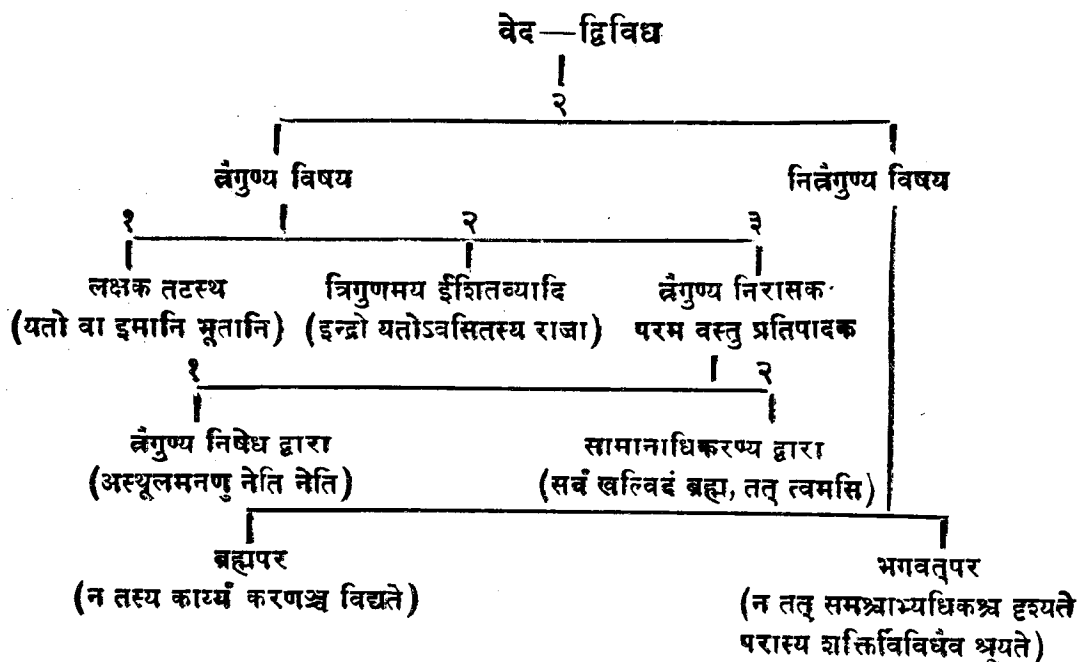 वेद—द्विविध
२
त्रैगुण्य विषय नित्रैगुण्य विषय
१ २ ३
लक्षक तटस्थ त्रिगुणमय ईशितव्यादि त्रैगुण्य निरासक
(यतो वा इमानि भूतानि) (इन्द्रो यतोऽवसितस्य राजा) परम वस्तु प्रतिपादक
१ २
त्रैगुण्य निषेध द्वारा सामानाधिकरण्य द्वारा
(अस्थूलमनणु नेति नेति) (सर्वं खल्विदं ब्रह्म, तत् त्वमसि)
ब्रह्मपर भगवत्पर
(न तस्य कार्य्यं करणञ्च विद्यते) (न तत् समश्चाभ्यधिकश्च दृश्यते
परास्य शक्तिर्विविधैव श्रूयते)